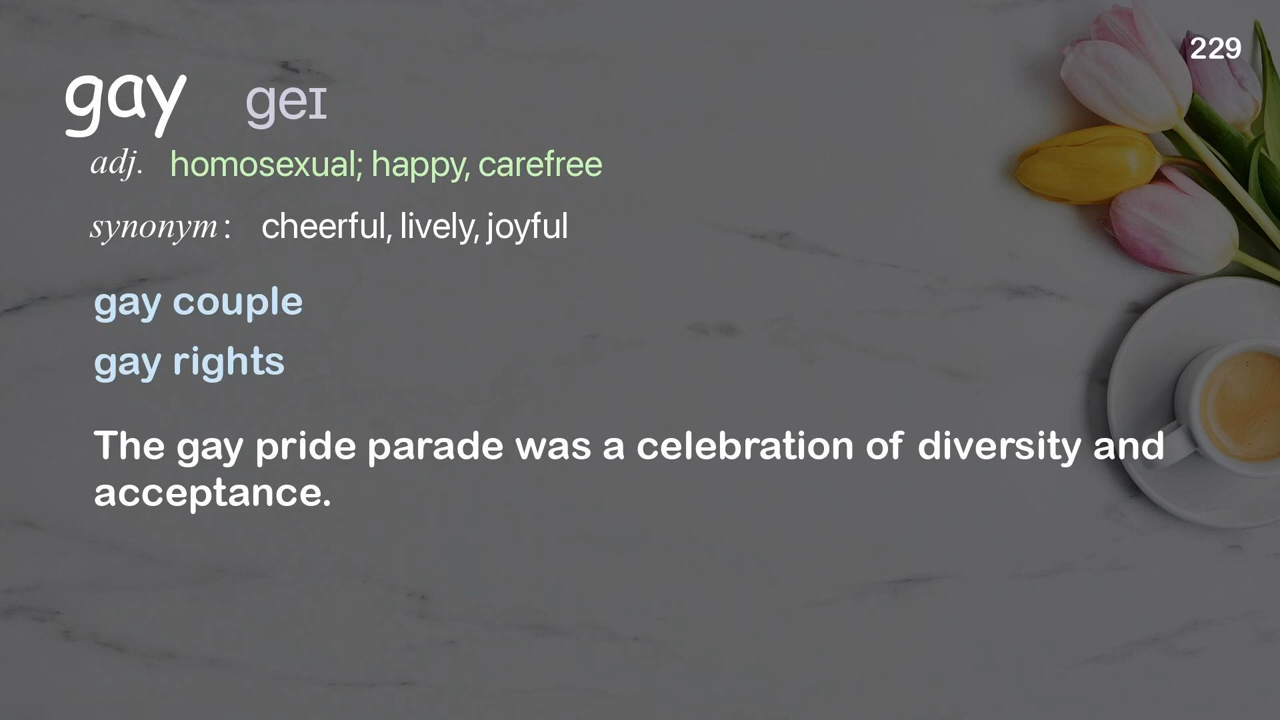 229
gay geɪ
adj. homosexual; happy, carefree
synonym: cheerful, lively, joyful
gay couple
gay rights
The gay pride parade was a celebration of diversity and
acceptance.